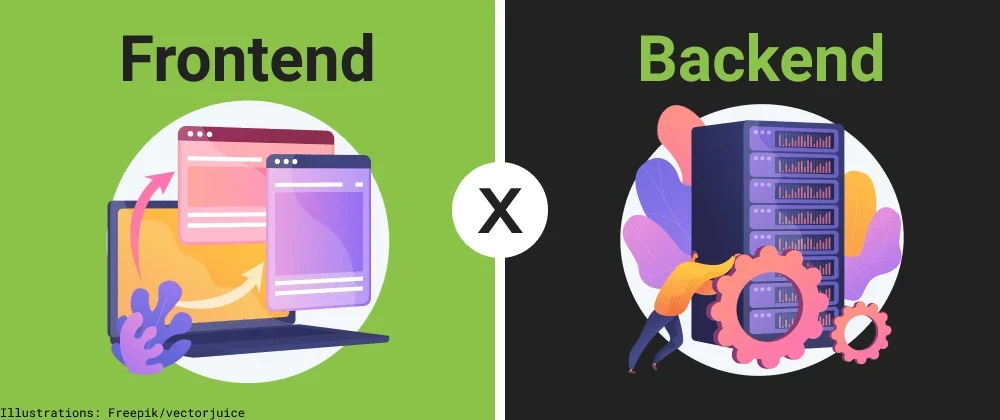 Frontend
Backend
X
Illustrations: Freepik/vectorjuice